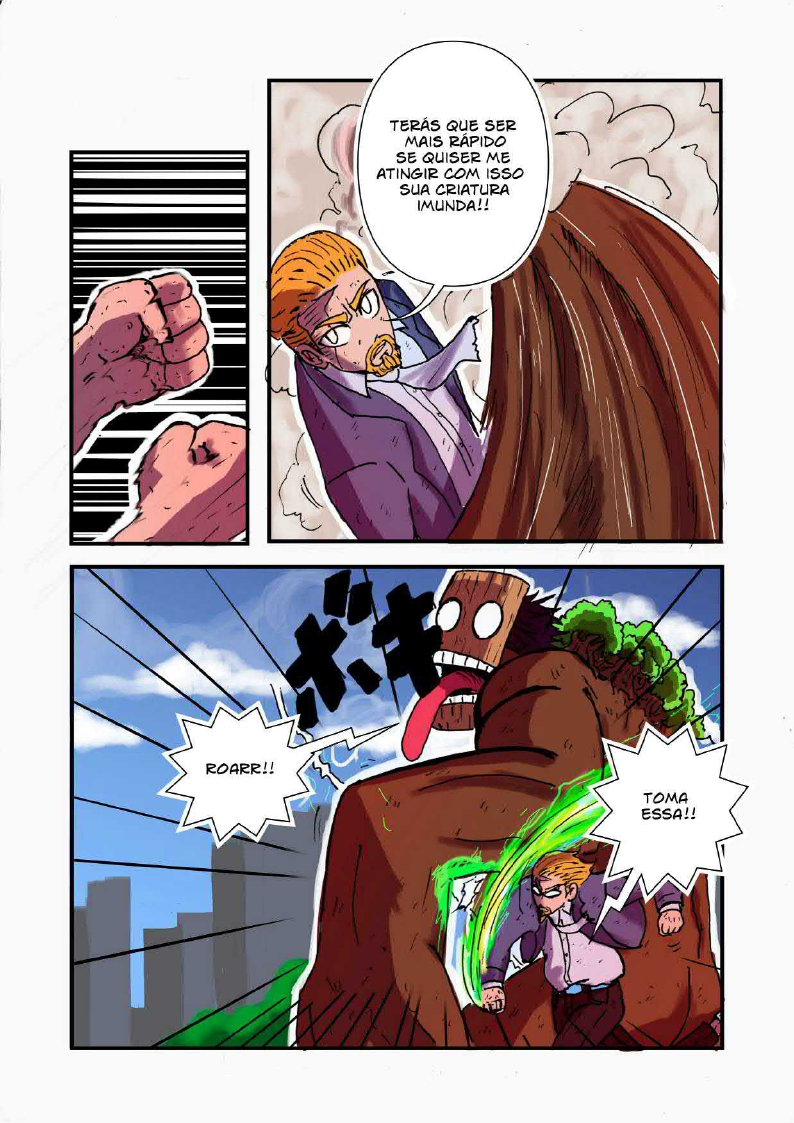 TERÁS QUE SER
MAIS RÁPIDO
SE QUISER ME
ATINGIR COM ISSO
SUA CRIATURA
IMUNDA!!
ボキ
ROARR!!
TOMA
ESSA!!